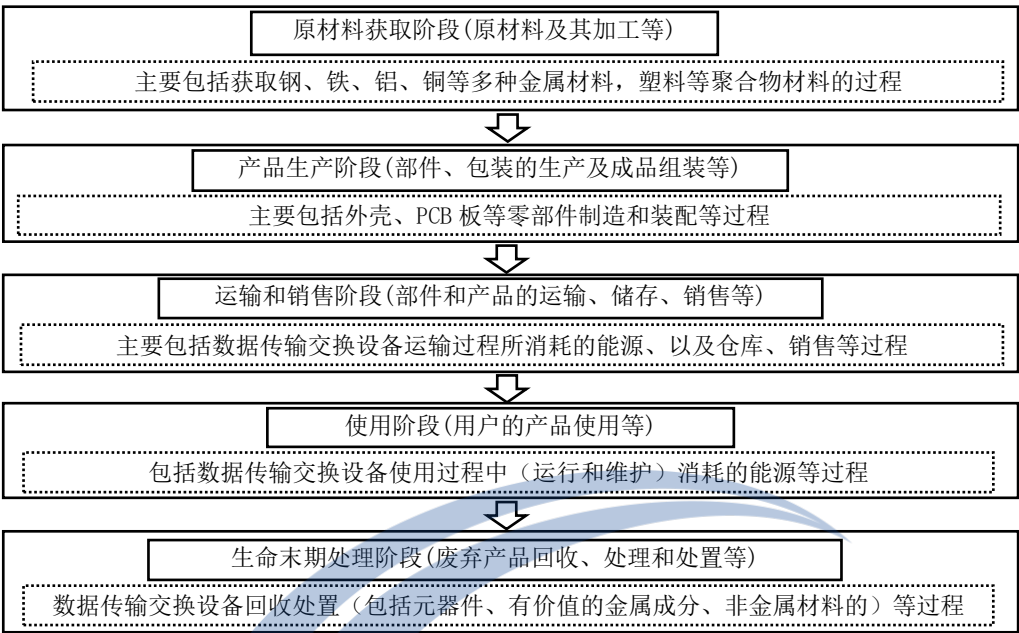 原材料获取阶段(原材料及其加工等)
主要包括获取钢、铁、铝、铜等多种金属材料，塑料等聚合物材料的过程
产品生产阶段(部件、包装的生产及成品组装等)
主要包括外壳、PCB 板等零部件制造和装配等过程
运输和销售阶段(部件和产品的运输、储存、销售等)
主要包括数据传输交换设备运输过程所消耗的能源、以及仓库、销售等过程
使用阶段(用户的产品使用等)
包括数据传输交换设备使用过程中（运行和维护）消耗的能源等过程
生命末期处理阶段(废弃产品回收、处理和处置等)
数据传输交换设备回收处置（包括元器件、有价值的金属成分、非金属材料的）等过程